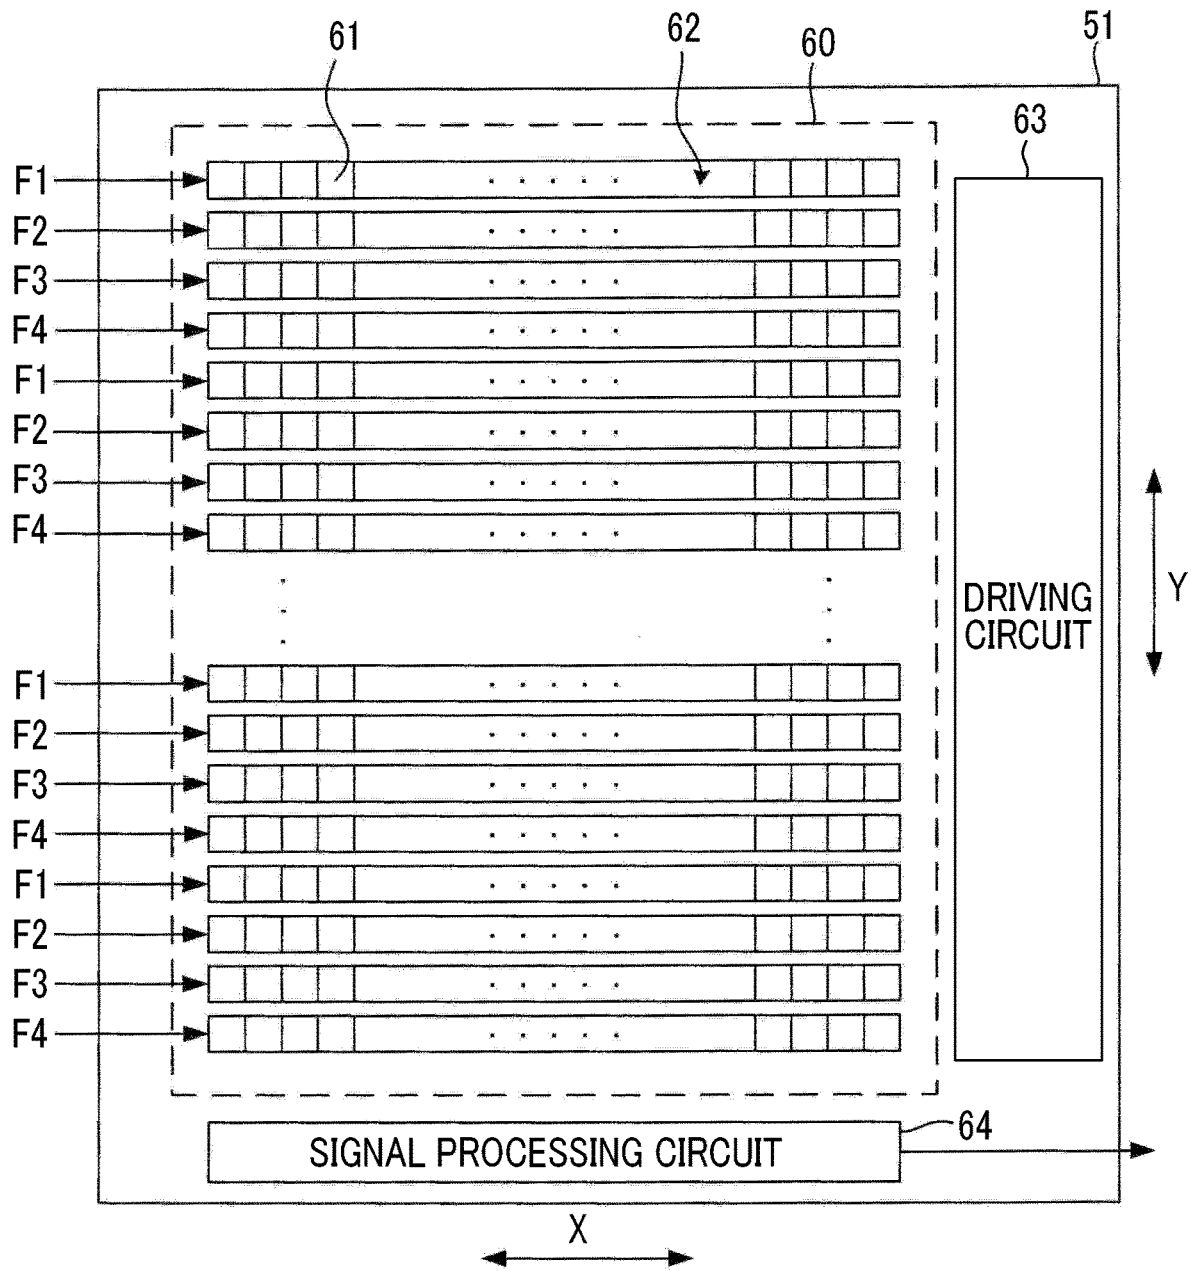 61
62
60
51
63
F1
F2
F3
F4
F1
F2
F3
F4
DRIVING
CIRCUIT
Y
F1
F2
F3
F4
F1
F2
F3
F4
64
SIGNAL PROCESSING CIRCUIT
X